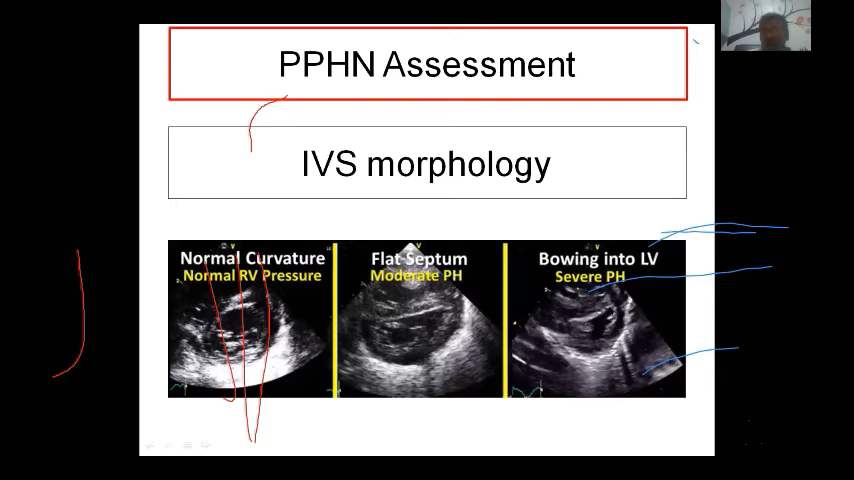 PPHN Assessment
IVS morphology
Normal Curvature
Normal RV Pressure
Flat Septum
Moderate PH
Bowing into LV
Severe PH
V
V
V